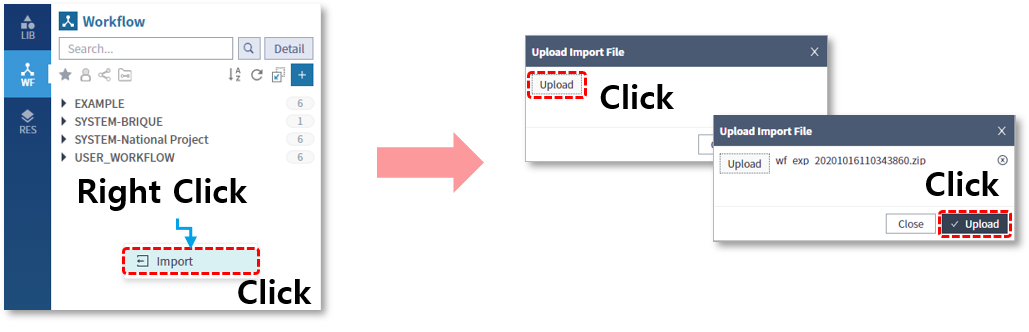 LIB
WF
RES
Workflow
Search...
Detail
EXAMPLE 6
SYSTEM-BRIQUE 1
SYSTEM-National Project 6
USER_WORKFLOW 6
Right Click
Import
Click
Upload Import File X
Upload
Click
Upload Import File X
Upload wf_exp_20201016110343860.zip
Click
Close Upload